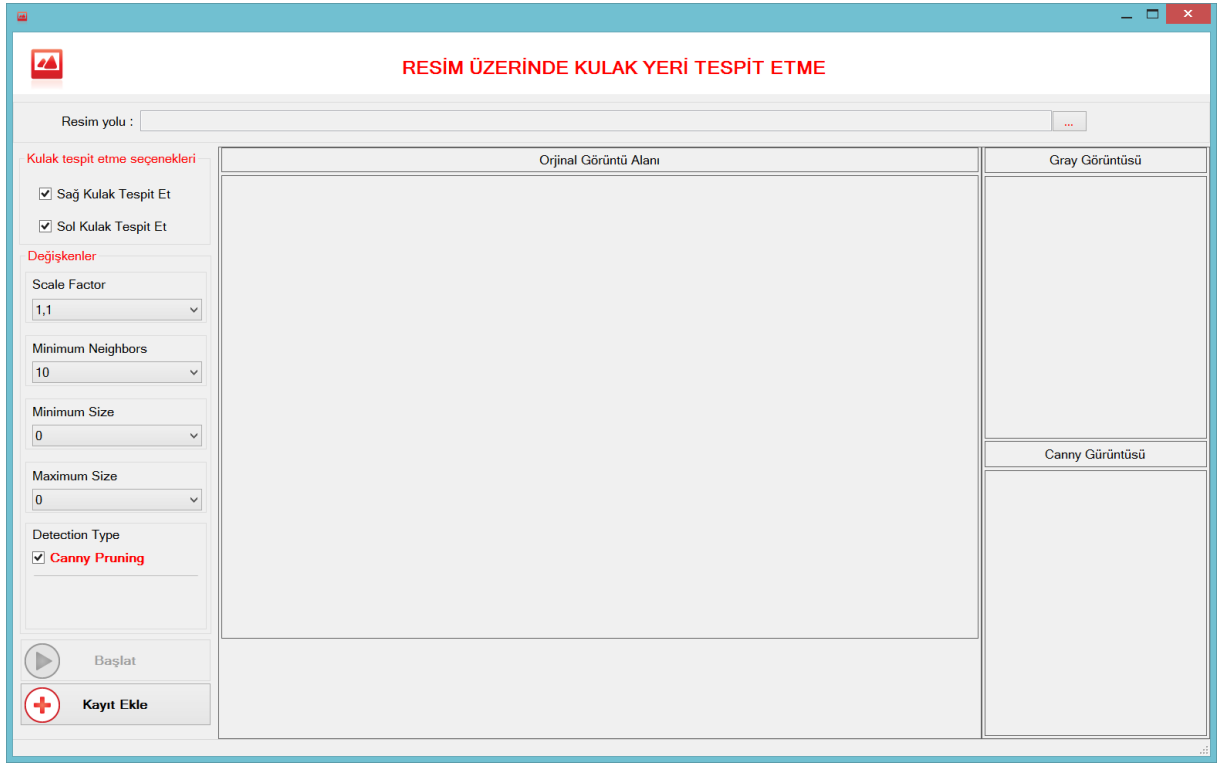 RESİM ÜZERİNDE KULAK YERİ TESPİT ETME
Resim yolu :
...
Kulak tespit etme seçenekleri
Sağ Kulak Tespit Et
Sol Kulak Tespit Et
Değişkenler
Scale Factor
1,1
Minimum Neighbors
10
Minimum Size
0
Maximum Size
0
Detection Type
Canny Pruning
Başlat
Kayıt Ekle
Orjinal Görüntü Alanı
Gray Görüntüsü
Canny Gürüntüsü